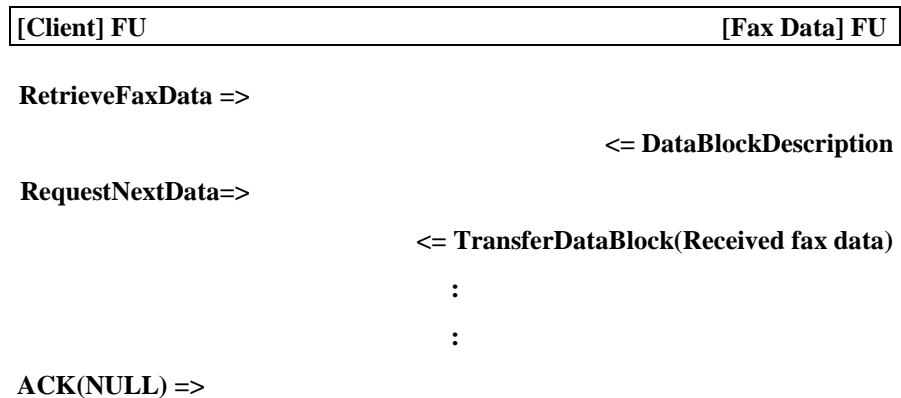 [Client] FU [Fax Data] FU
RetrieveFaxData =>
<= DataBlockDescription
RequestNextData=>
<= TransferDataBlock(Received fax data)
:
:
ACK(NULL) =>